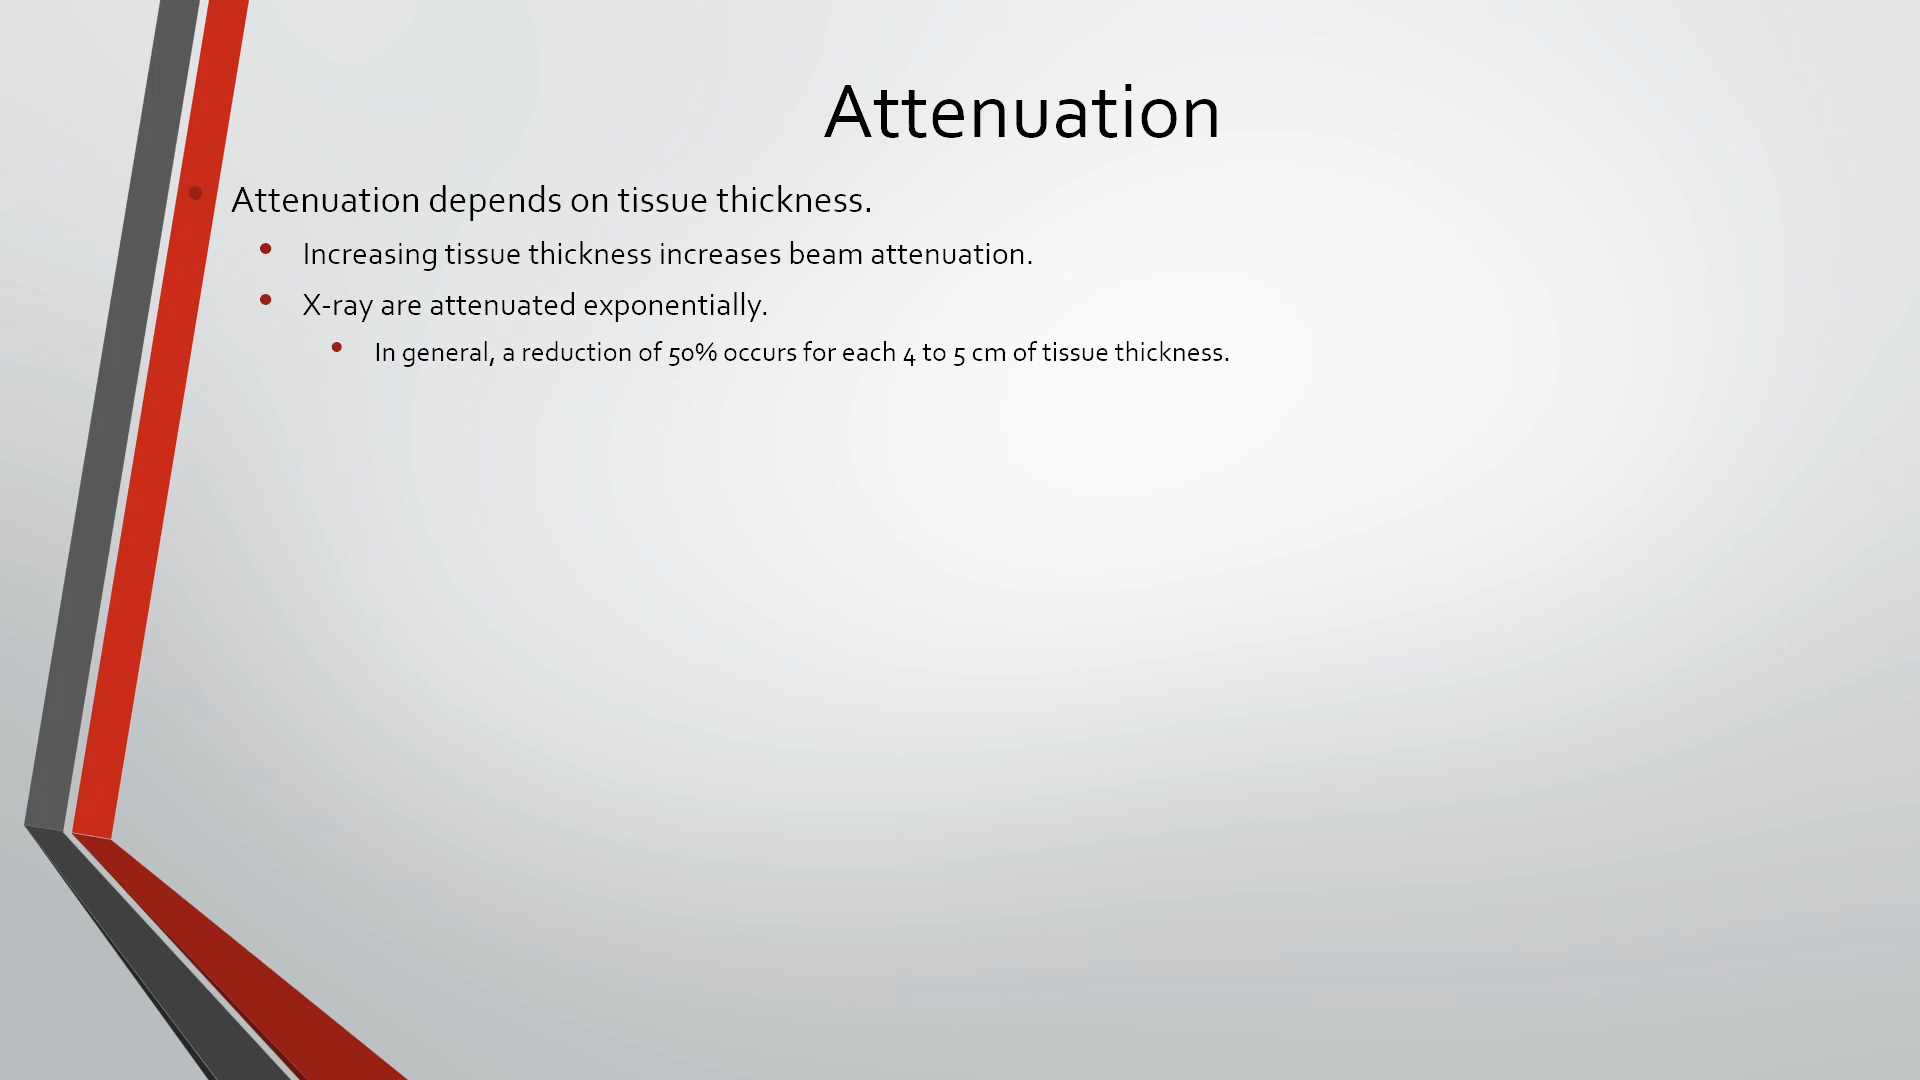 Attenuation
• Attenuation depends on tissue thickness.
• Increasing tissue thickness increases beam attenuation.
• X-ray are attenuated exponentially.
• In general, a reduction of 50% occurs for each 4 to 5 cm of tissue thickness.